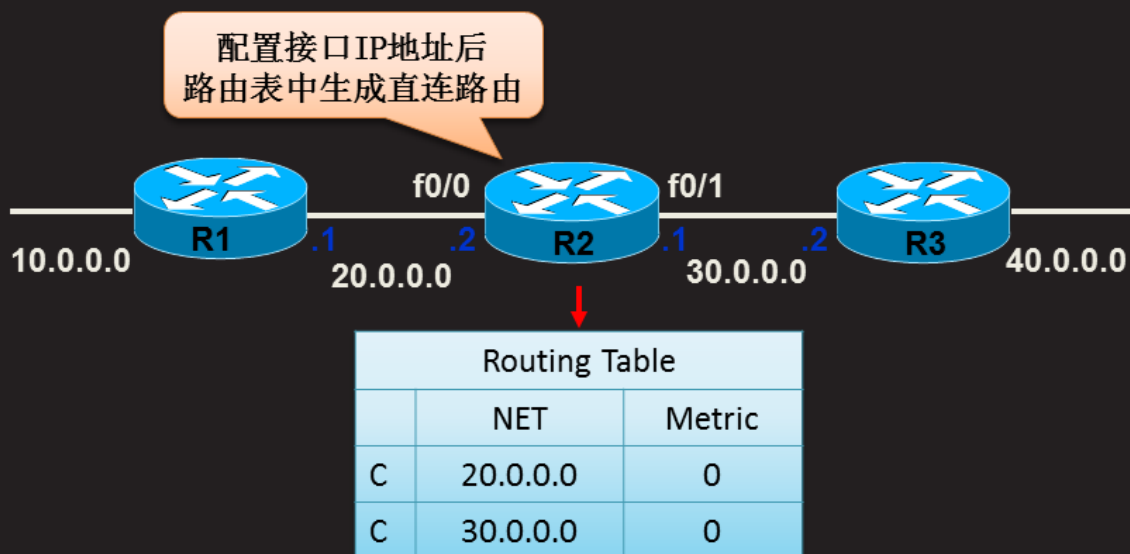 配置接口IP地址后
路由表中生成直连路由
f0/0
f0/1
R1
.1
.2
R2
.1
.2
R3
10.0.0.0
20.0.0.0
30.0.0.0
40.0.0.0
Routing Table
NET Metric
C 20.0.0.0 0
C 30.0.0.0 0